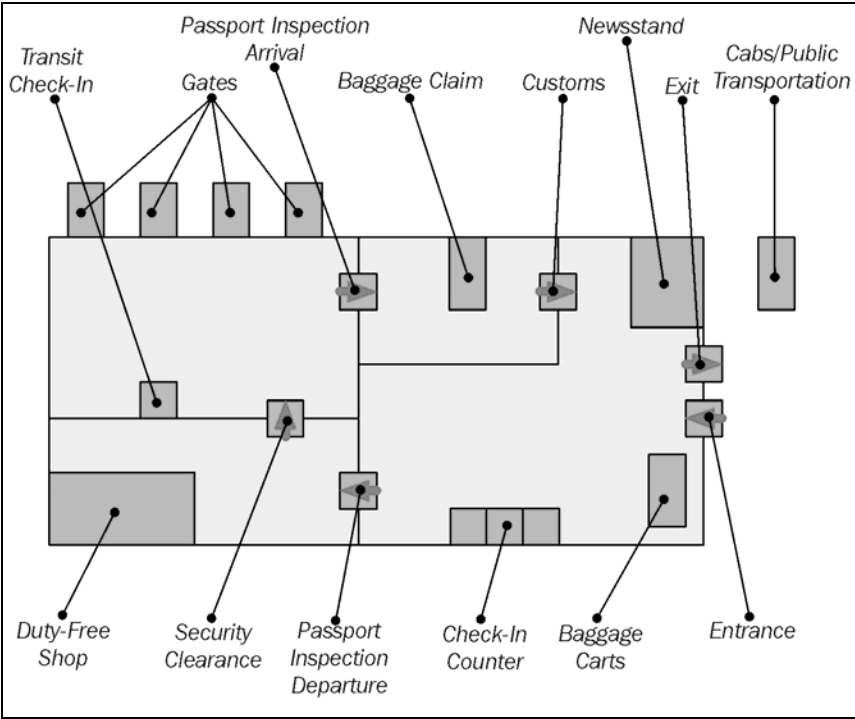 Passport Inspection
Arrival
Newsstand
Transit
Check-In
Gates
Baggage Claim
Customs
Exit
Cabs/Public
Transportation
Duty-Free
Shop
Security
Clearance
Passport
Inspection
Departure
Check-In
Counter
Baggage
Carts
Entrance